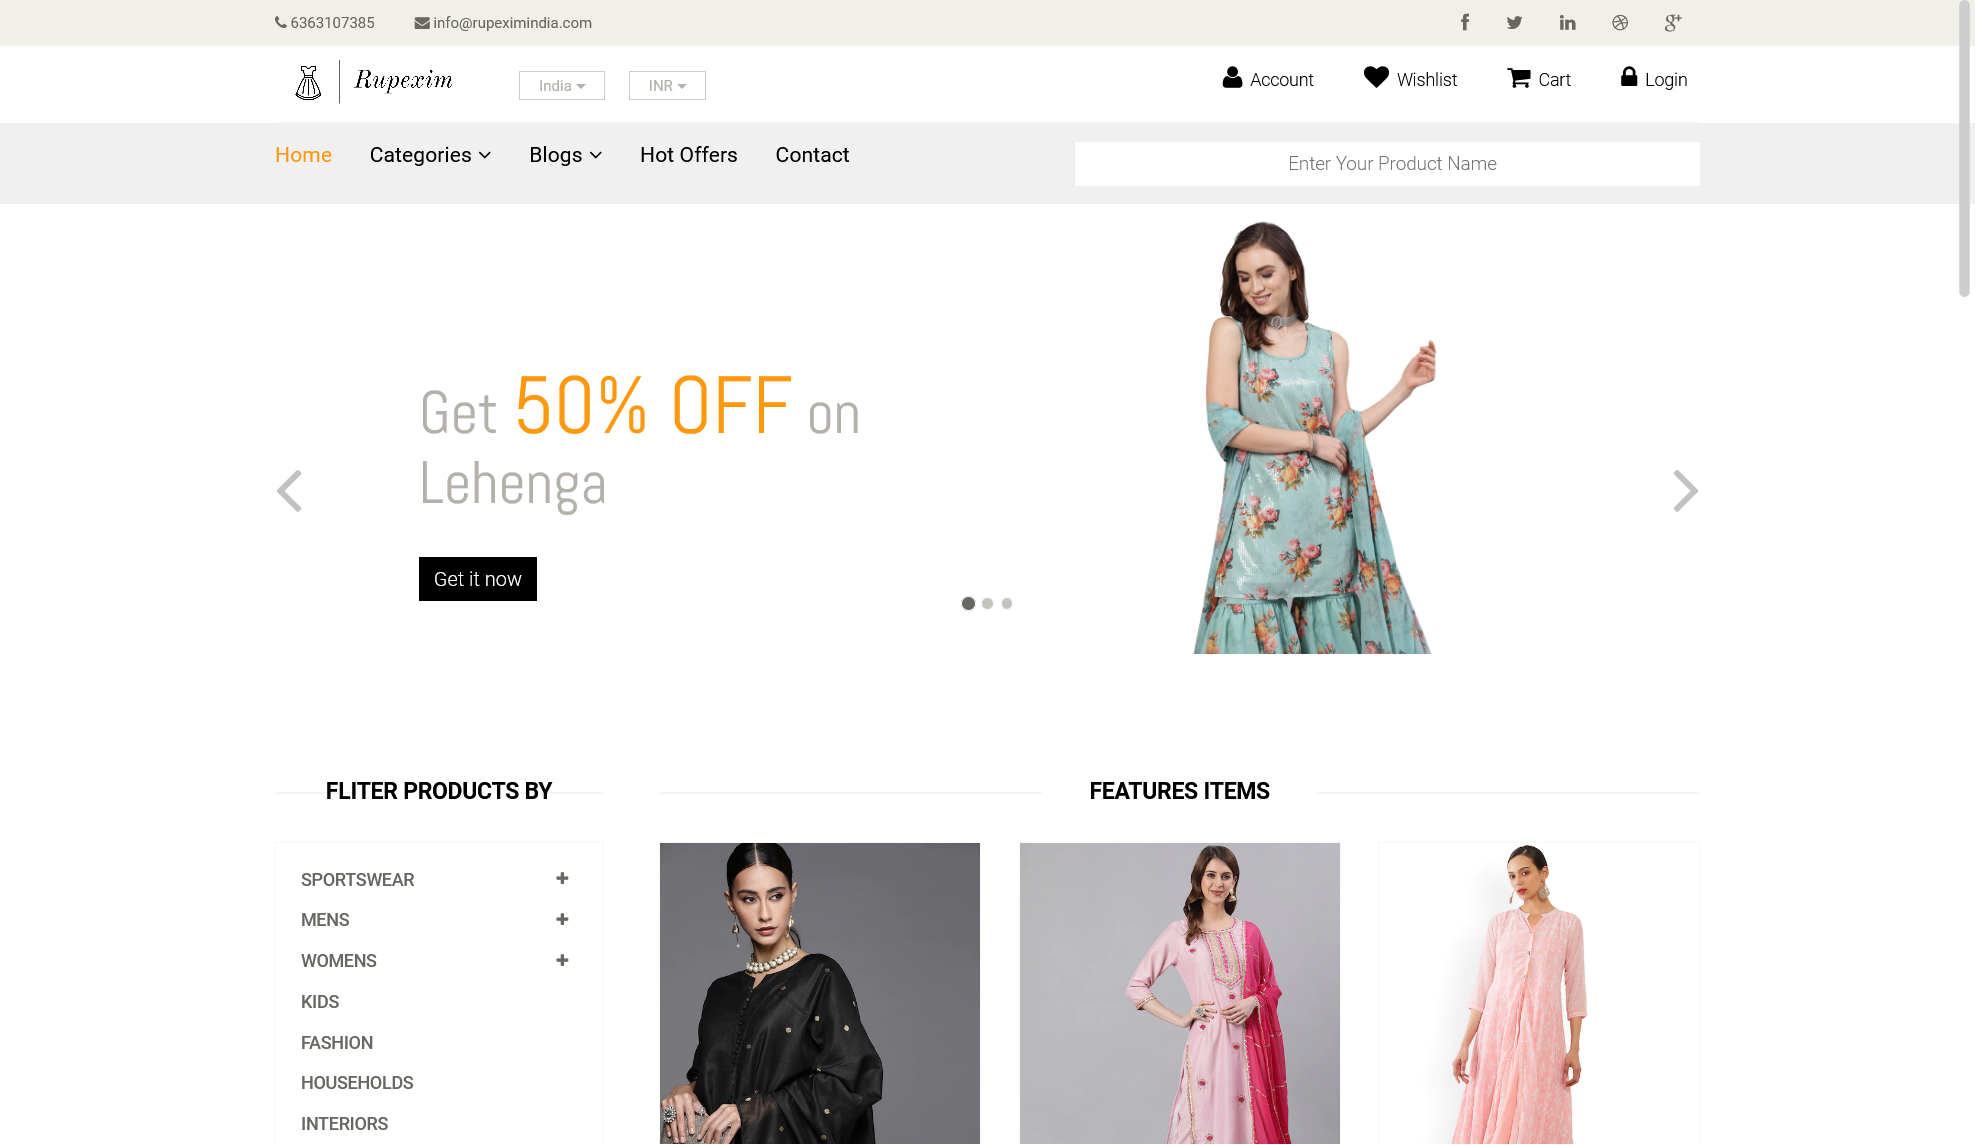 6363107385
info@rupeximindia.com
Rupexim
India
INR
Account
Wishlist
Cart
Login
Home
Categories
Blogs
Hot Offers
Contact
Enter Your Product Name
Get 50% OFF on
Lehenga
Get it now
FLITER PRODUCTS BY
FEATURES ITEMS
SPORTSWEAR
MENS
WOMENS
KIDS
FASHION
HOUSEHOLDS
INTERIORS